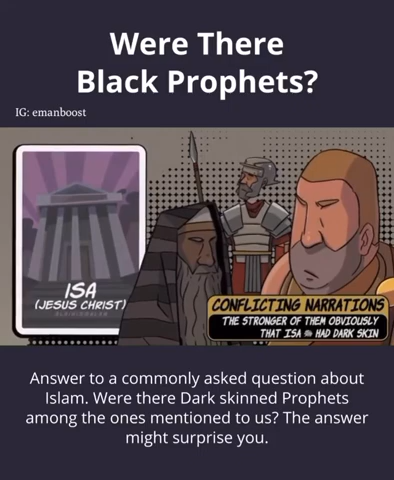 Were There
Black Prophets?
IG: emanboost
ISA
(JESUS CHRIST)
CONFLICTING NARRATIONS
THE STRONGER OF THEM OBVIOUSLY
THAT ISA ﷺ HAD DARK SKIN
Answer to a commonly asked question about
Islam. Were there Dark skinned Prophets
among the ones mentioned to us? The answer
might surprise you.